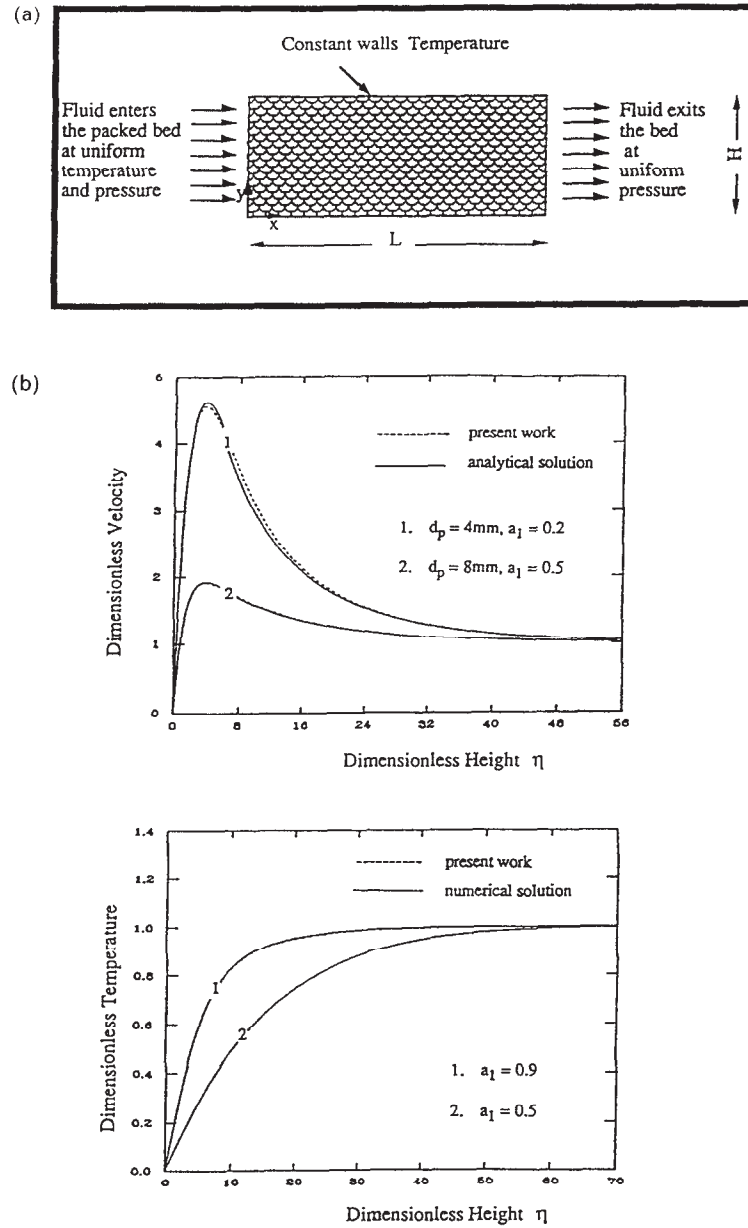 (a)
Constant walls Temperature
Fluid enters
the packed bed
at uniform
temperature
and pressure
Fluid exits
the bed
at
uniform
pressure
H
y
x
L
(b)
Dimensionless Velocity
6
5
4
3
2
1
0
1
2
present work
analytical solution
1. dp = 4mm, a1 = 0.2
2. dp = 8mm, a1 = 0.5
0 8 16 24 32 40 48 56
Dimensionless Height η
Dimensionless Temperature
1.4
1.2
1.0
0.8
0.6
0.4
0.2
0.0
1
2
present work
numerical solution
1. a1 = 0.9
2. a1 = 0.5
0 10 20 30 40 50 60 70
Dimensionless Height η